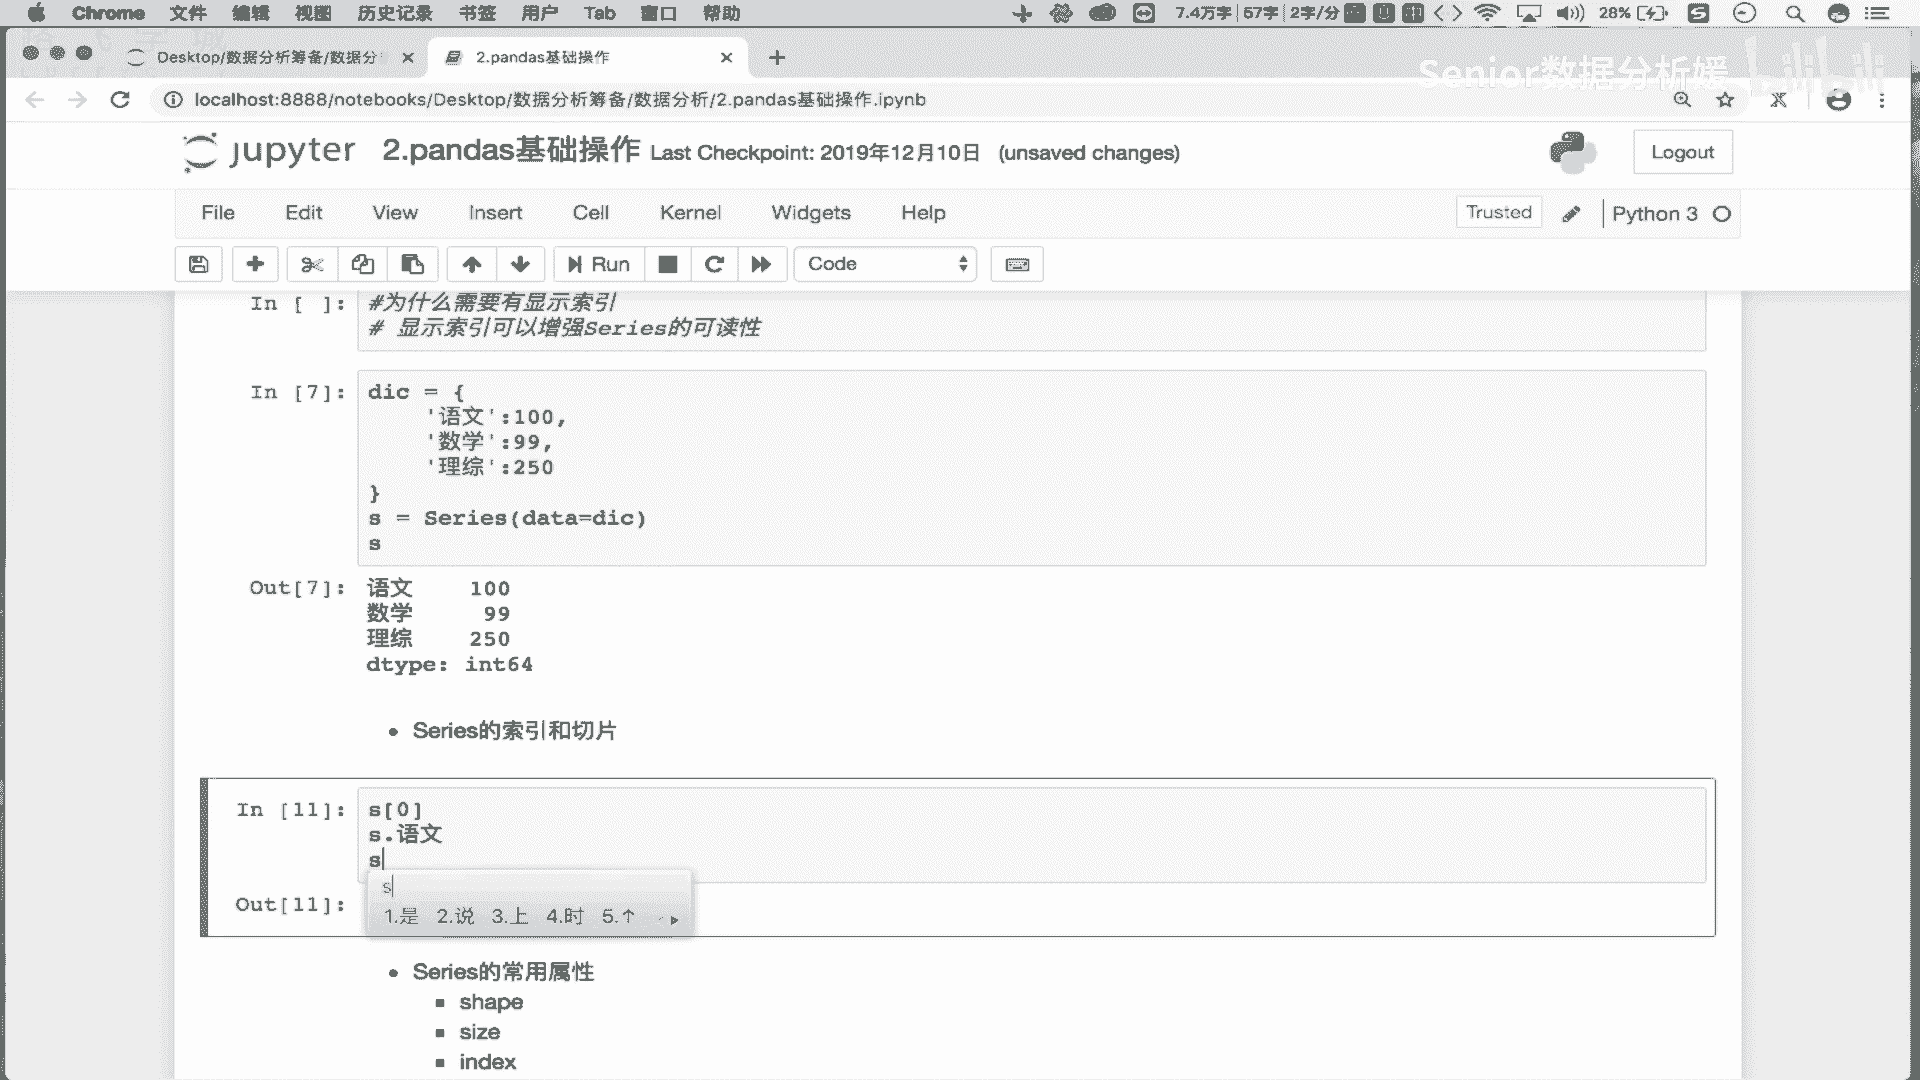 Chrome 文件 编辑 视图 历史记录 书签 用户 Tab 窗口 帮助 7.4万字 57字 2字/分 28%
Desktop/数据分析筹备/数据分
2.pandas基础操作
Senior数据分析媛 bilibili
localhost:8888/notebooks/Desktop/数据分析筹备/数据分析/2.pandas基础操作.ipynb
jupyter 2.pandas基础操作 Last Checkpoint: 2019年12月10日 (unsaved changes)
Logout
File Edit View Insert Cell Kernel Widgets Help
Trusted Python 3
Run Code
In [ ]: #为什么需要有显示索引
# 显示索引可以增强Series的可读性
In [7]: dic = {
'语文':100,
'数学':99,
'理综':250
}
s = Series(data=dic)
s
Out[7]: 语文 100
数学 99
理综 250
dtype: int64
Series的索引和切片
In [11]: s[0]
s.语文
s
s
Out[11]:
1.是 2.说 3.上 4.时 5.↑
Series的常用属性
shape
size
index